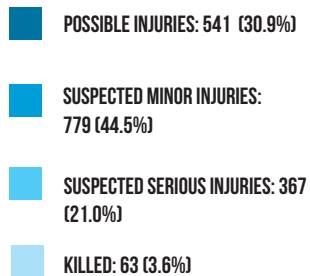 POSSIBLE INJURIES: 541 (30.9%)
SUSPECTED MINOR INJURIES:
779 (44.5%)
SUSPECTED SERIOUS INJURIES: 367
(21.0%)
KILLED: 63 (3.6%)